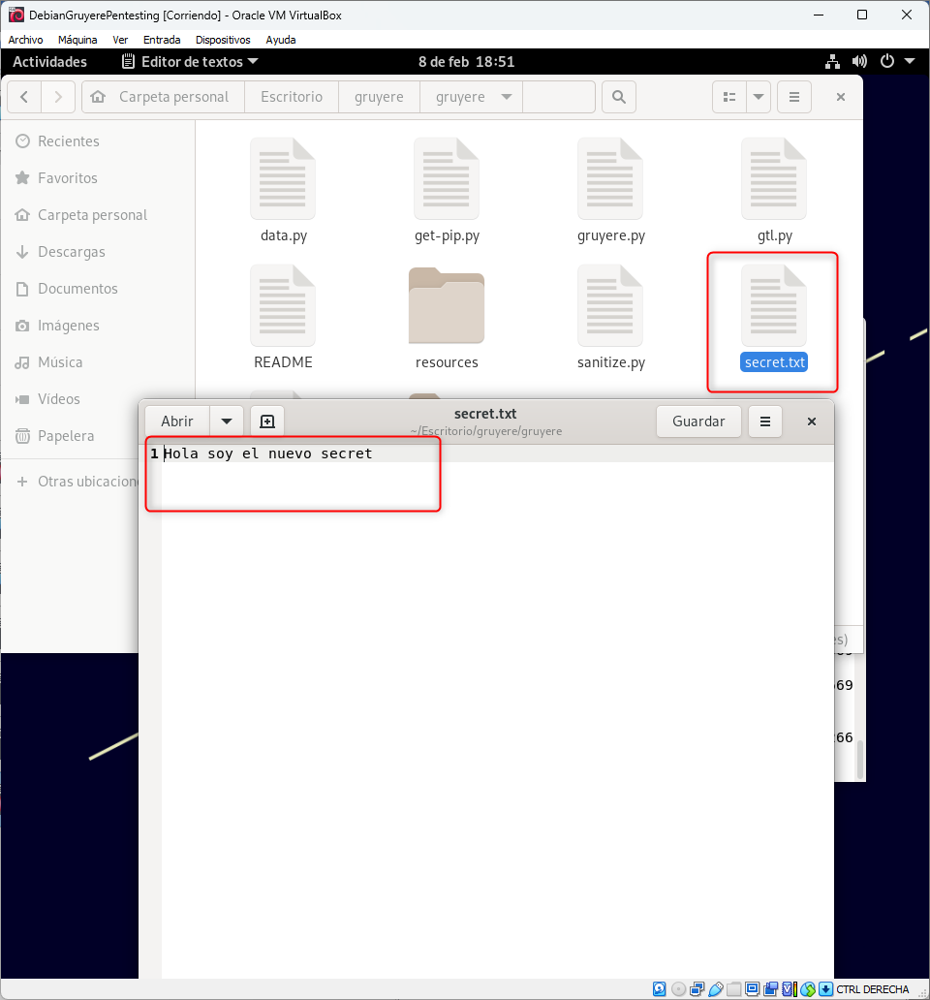 DebianGruyerePentesting [Corriendo] - Oracle VM VirtualBox
Archivo Máquina Ver Entrada Dispositivos Ayuda
Actividades Editor de textos 8 de feb 18:51
Carpeta personal Escritorio gruyere gruyere
Recientes
Favoritos
Carpeta personal
Descargas
Documentos
Imágenes
Música
Videos
Papelera
Otras ubicacion
data.py get-pip.py gruyere.py gtl.py
README resources sanitize.py secret.txt
Abrir secret.txt Guardar
~/Escritorio/gruyere/gruyere
1 Hola soy el nuevo secret
es)
69
266
CTRL DERECHA